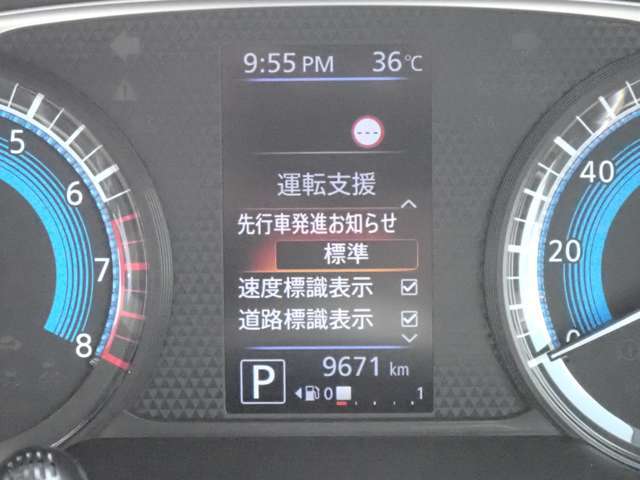 9:55 PM 36℃
---
運転支援
先行車発進お知らせ
標準
速度標識表示
道路標識表示
P 9671 km
0 1
5
6
7
8
40
20
0